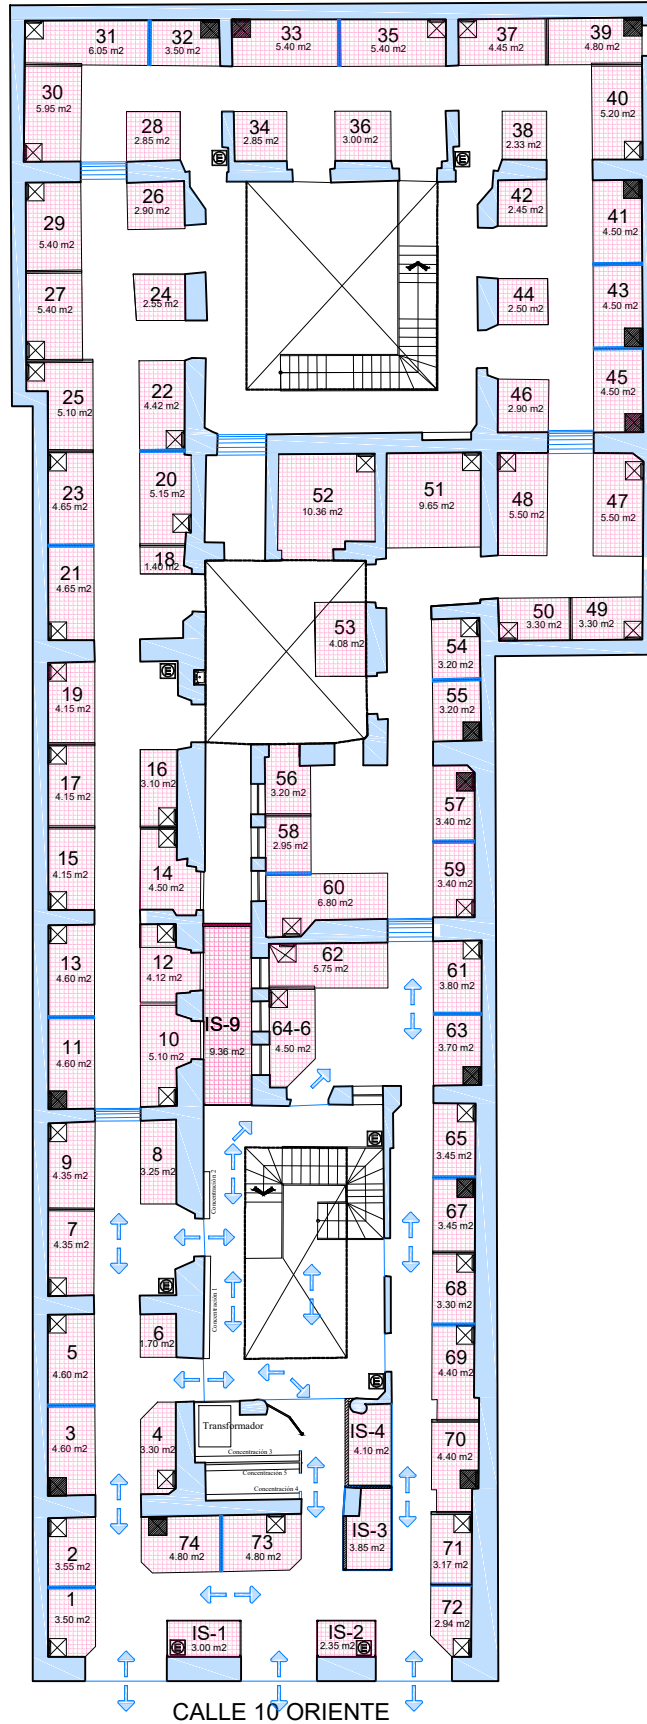 31
6.05 m2
32
3.50 m2
33
5.40 m2
35
5.40 m2
37
4.45 m2
39
4.80 m2
30
5.95 m2
28
2.85 m2
34
2.85 m2
36
3.00 m2
38
2.33 m2
40
5.20 m2
29
5.40 m2
26
2.90 m2
42
2.45 m2
41
4.50 m2
27
5.40 m2
24
2.55 m2
44
2.50 m2
43
4.50 m2
25
5.10 m2
22
4.42 m2
46
2.90 m2
45
4.50 m2
23
4.65 m2
20
5.15 m2
52
10.36 m2
51
9.65 m2
48
5.50 m2
47
5.50 m2
21
4.65 m2
18
1.40 m2
53
4.08 m2
50
3.30 m2
49
3.30 m2
54
3.20 m2
19
4.15 m2
55
3.20 m2
17
4.15 m2
16
3.10 m2
56
3.20 m2
57
3.40 m2
15
4.15 m2
14
4.50 m2
58
2.95 m2
59
3.40 m2
60
6.80 m2
13
4.60 m2
12
4.12 m2
62
5.75 m2
61
3.80 m2
11
4.60 m2
10
5.10 m2
IS-9
9.36 m2
64-6
4.50 m2
63
3.70 m2
9
4.35 m2
8
3.25 m2
65
3.45 m2
Concentración 2
7
4.35 m2
67
3.45 m2
Concentración 1
6
1.70 m2
68
3.30 m2
5
4.60 m2
69
4.40 m2
3
4.60 m2
4
3.30 m2
Transformador
IS-4
4.10 m2
70
4.40 m2
Concentración 3
Concentración 5
Concentración 4
2
3.55 m2
74
4.80 m2
73
4.80 m2
IS-3
3.85 m2
71
3.17 m2
1
3.50 m2
IS-1
3.00 m2
IS-2
2.35 m2
72
2.94 m2
CALLE 10 ORIENTE